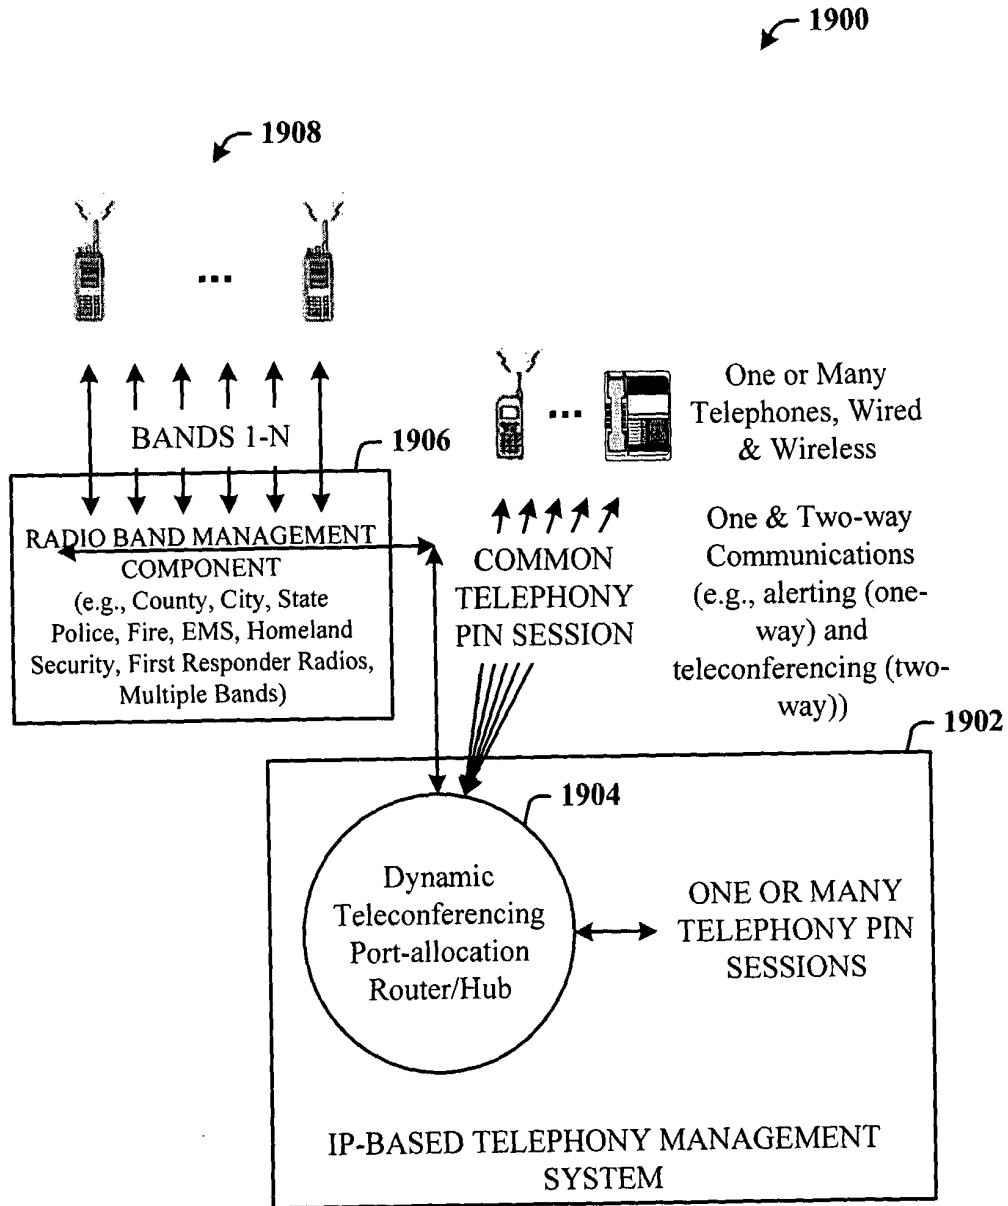 1900
1908
...
...
One or Many
Telephones, Wired
& Wireless
BANDS 1-N
1906
RADIO BAND MANAGEMENT
COMPONENT
(e.g., County, City, State
Police, Fire, EMS, Homeland
Security, First Responder Radios,
Multiple Bands)
COMMON
TELEPHONY
PIN SESSION
One & Two-way
Communications
(e.g., alerting (one-
way) and
teleconferencing (two-
way))
1902
1904
Dynamic
Teleconferencing
Port-allocation
Router/Hub
ONE OR MANY
TELEPHONY PIN
SESSIONS
IP-BASED TELEPHONY MANAGEMENT
SYSTEM